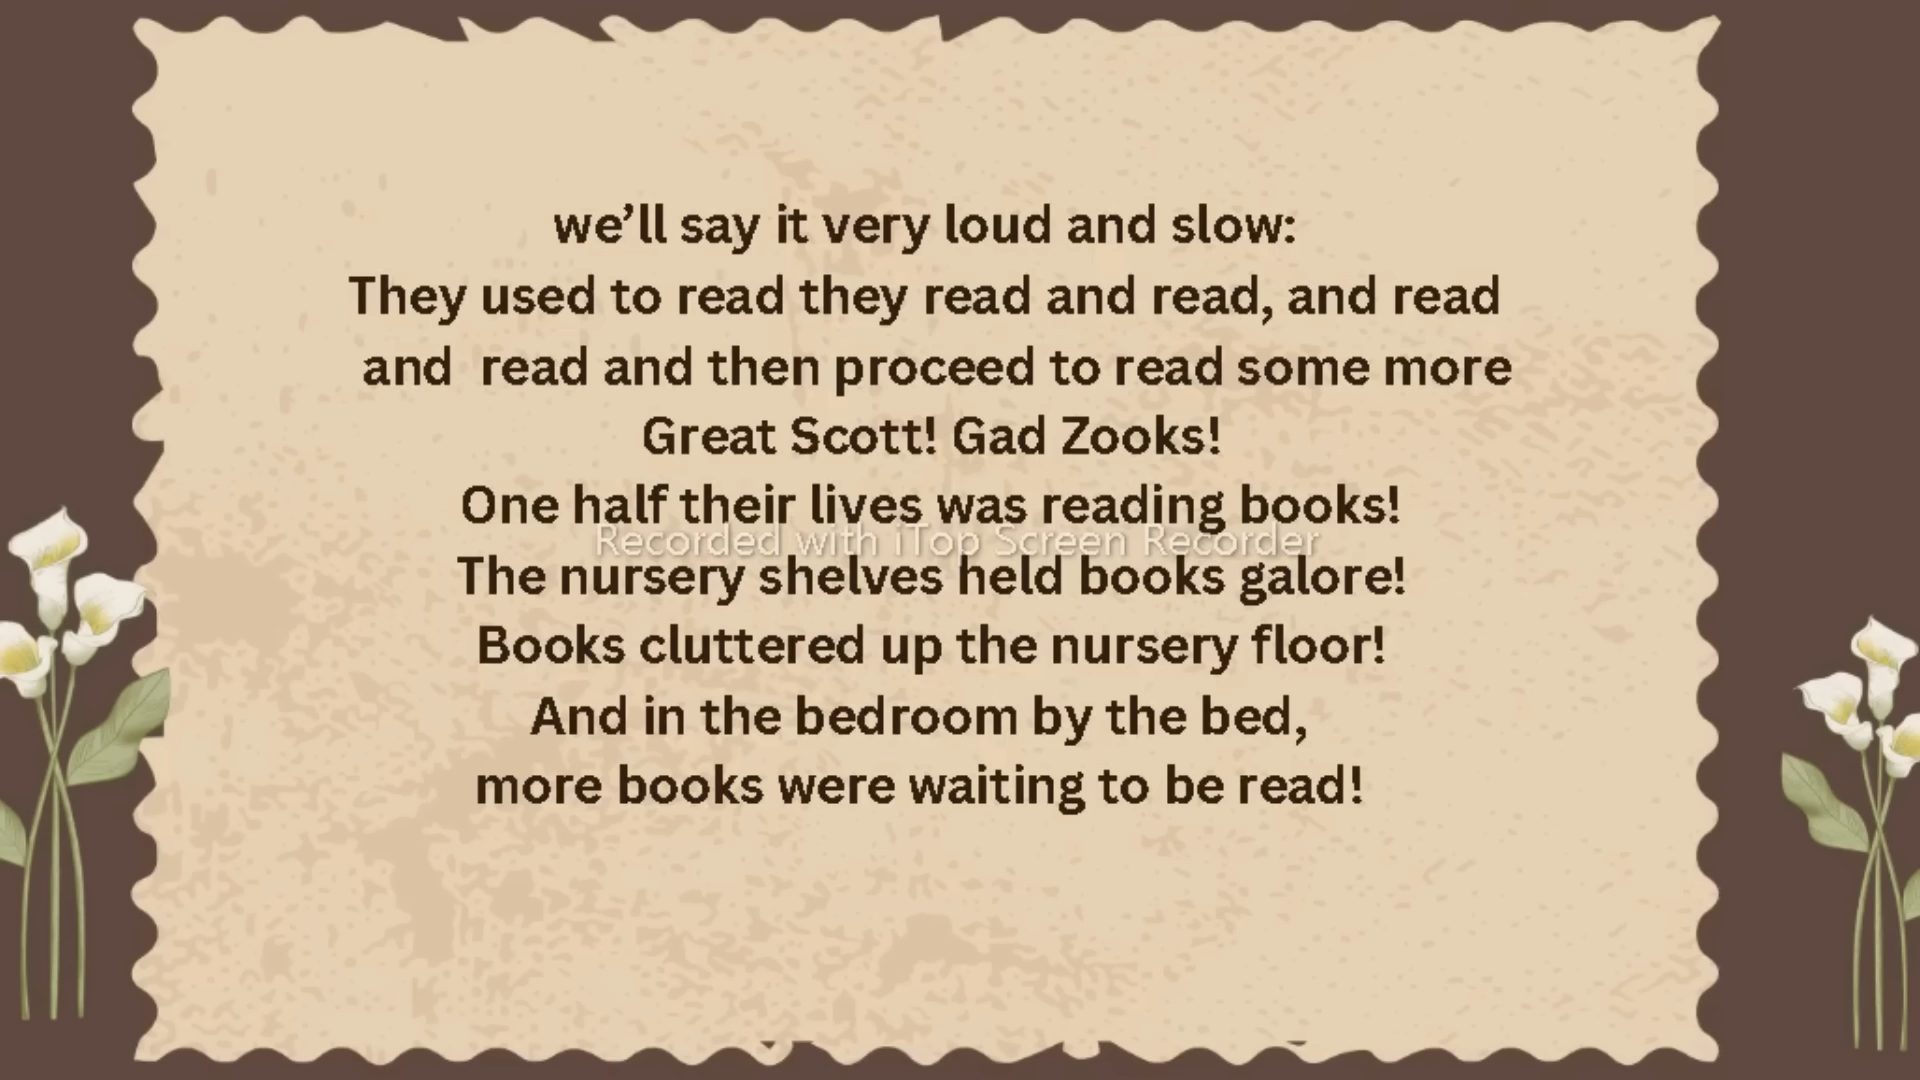 we’ll say it very loud and slow:
They used to read they read and read, and read
and  read and then proceed to read some more
Great Scott! Gad Zooks!
One half their lives was reading books!
Recorded with iTop Screen Recorder
The nursery shelves held books galore!
Books cluttered up the nursery floor!
And in the bedroom by the bed,
more books were waiting to be read!